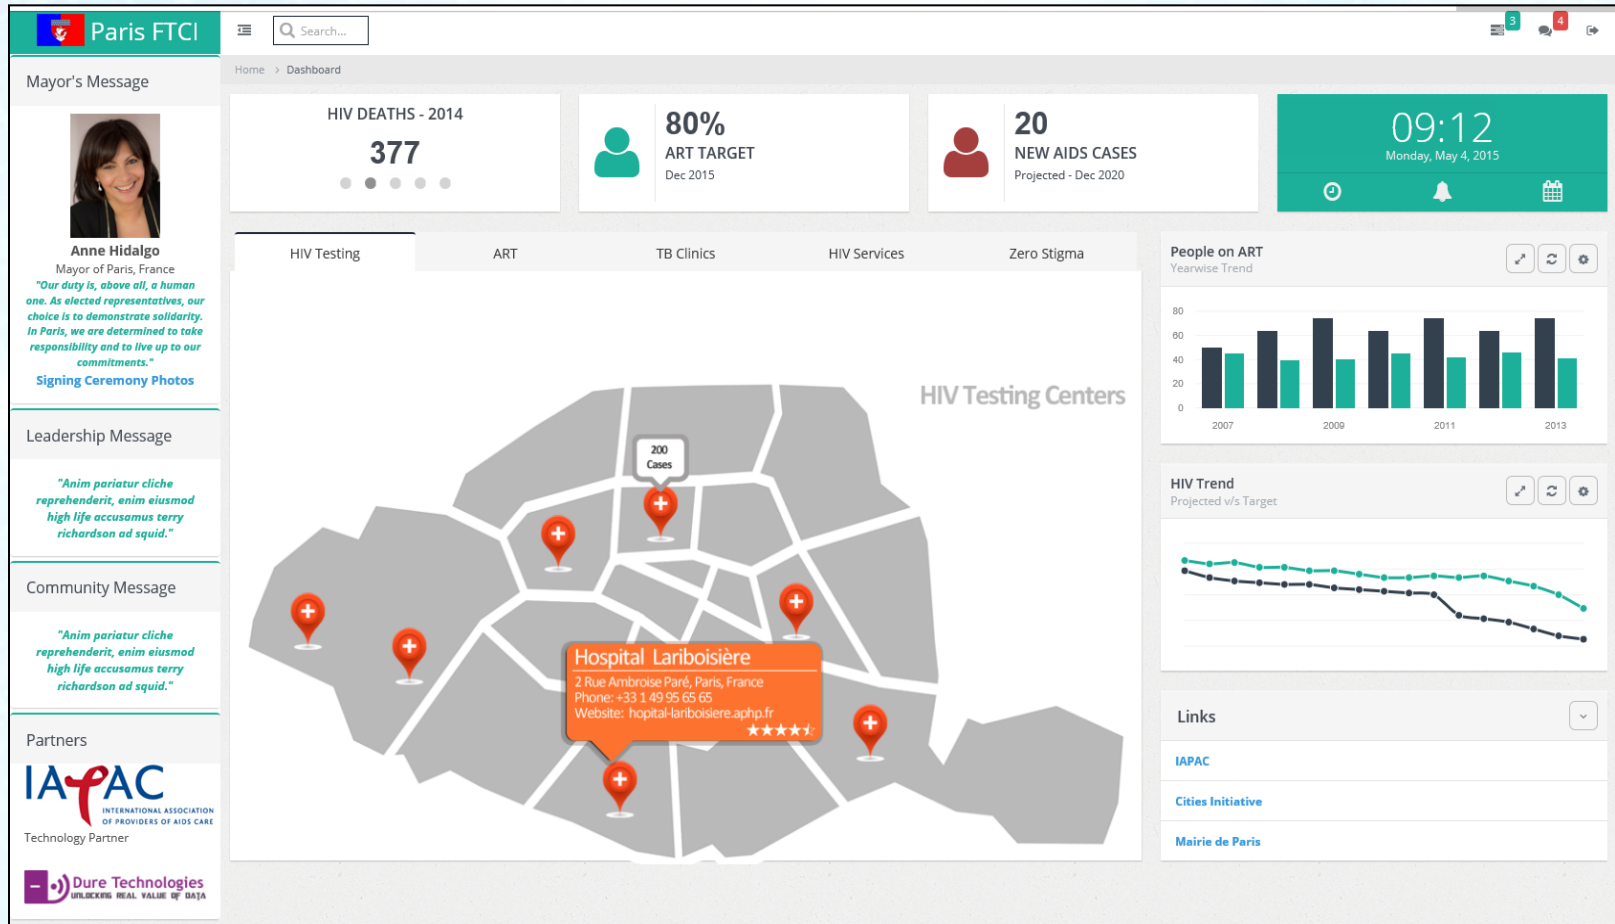 Paris FTCI
Search...
3
4
Home > Dashboard
Mayor's Message
Anne Hidalgo
Mayor of Paris, France
"Our duty is, above all, a human
one. As elected representatives, our
choice is to demonstrate solidarity.
In Paris, we are determined to take
responsibility and to live up to our
commitments."
Signing Ceremony Photos
Leadership Message
"Anim pariatur cliche
reprehenderit, enim eiusmod
high life accusamus terry
richardson ad squid."
Community Message
"Anim pariatur cliche
reprehenderit, enim eiusmod
high life accusamus terry
richardson ad squid."
Partners
IAPAC
INTERNATIONAL ASSOCIATION
OF PROVIDERS OF AIDS CARE
Technology Partner
Dure Technologies
UNLOCKING REAL VALUE OF DATA
HIV DEATHS - 2014
377
80%
ART TARGET
Dec 2015
20
NEW AIDS CASES
Projected - Dec 2020
09:12
Monday, May 4, 2015
HIV Testing
ART
TB Clinics
HIV Services
Zero Stigma
HIV Testing Centers
200
Cases
Hospital Lariboisière
2 Rue Ambroise Paré, Paris, France
Phone: +33 1 49 95 65 65
Website: hopital-lariboisiere.aphp.fr
People on ART
Yearwise Trend
80
60
40
20
0
2007
2009
2011
2013
HIV Trend
Projected v/s Target
Links
IAPAC
Cities Initiative
Mairie de Paris